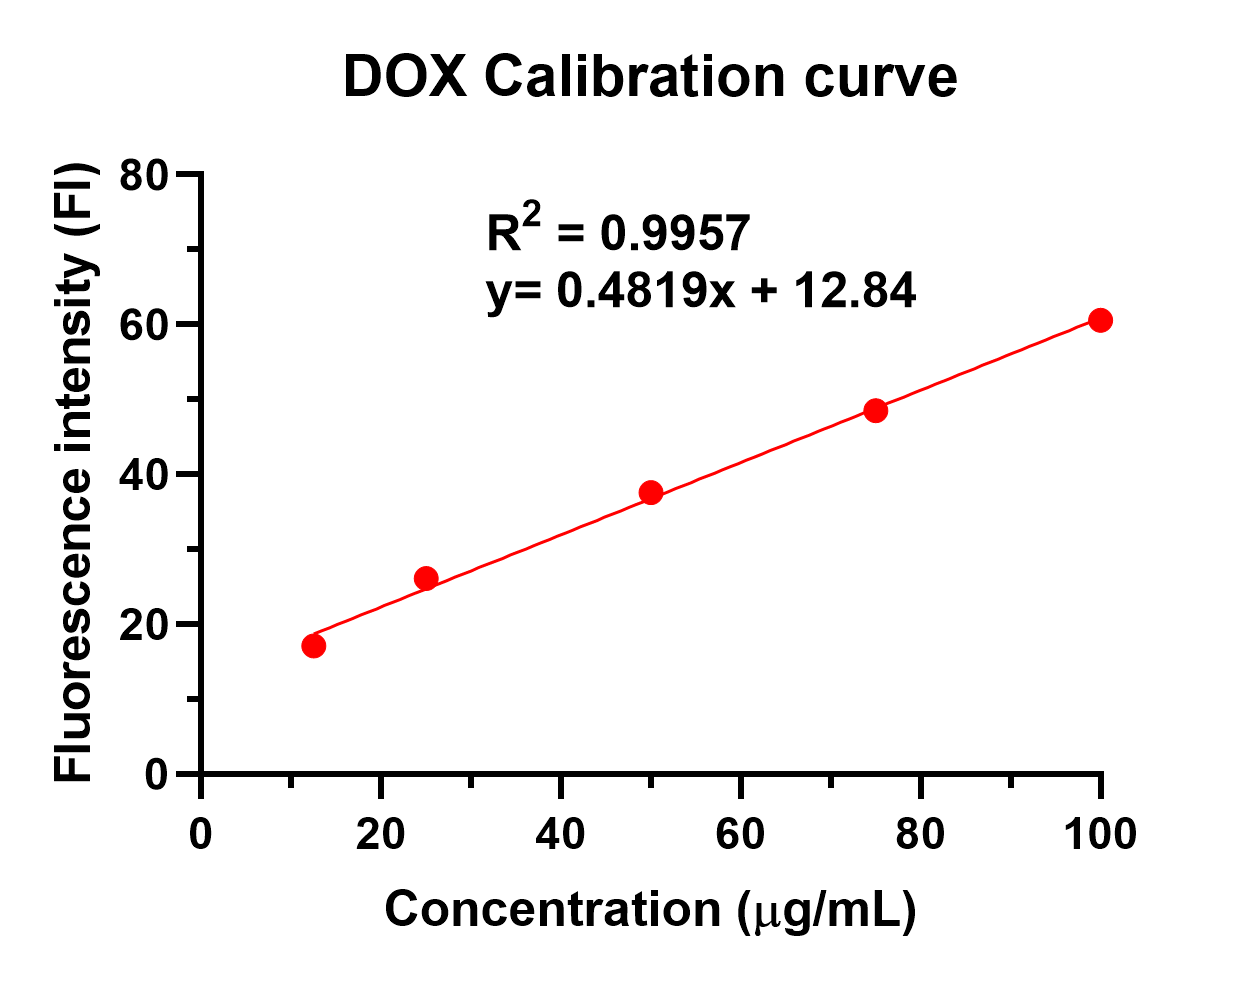 DOX Calibration curve
R² = 0.9957
y= 0.4819x + 12.84
Fluorescence intensity (FI)
80
60
40
20
0
0 20 40 60 80 100
Concentration (μg/mL)